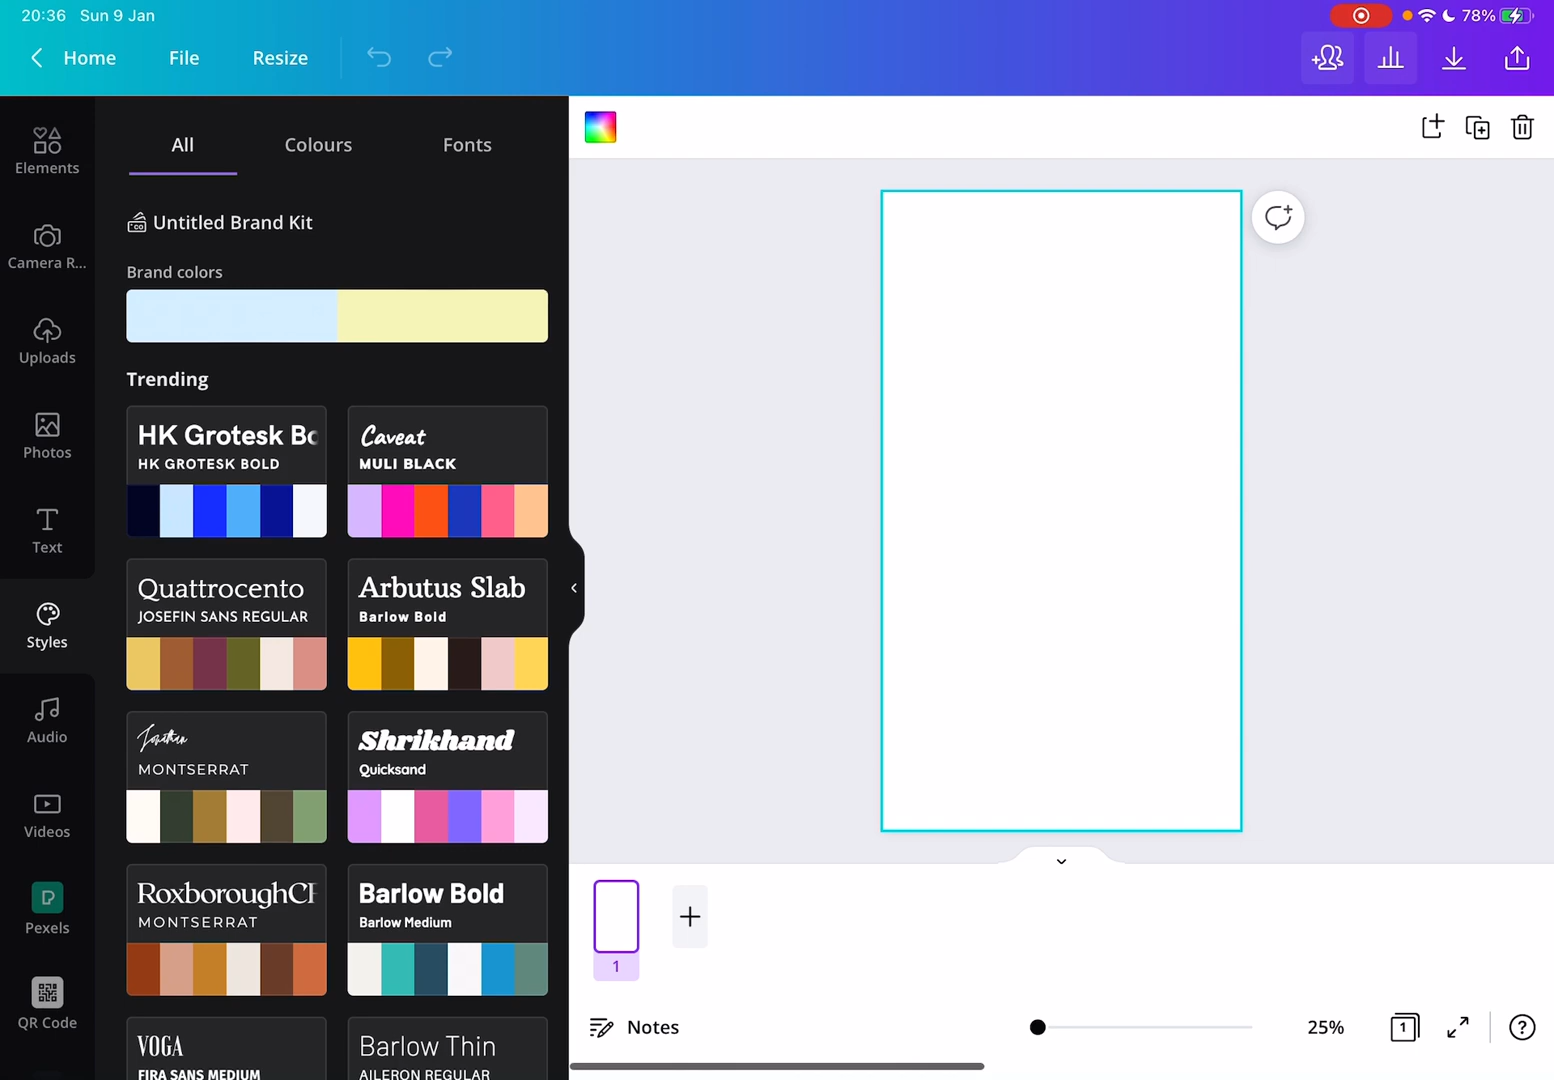 20:36 Sun 9 Jan
78%
Home File Resize
Elements
Camera R...
Uploads
Photos
Text
Styles
Audio
Videos
Pexels
QR Code
All Colours Fonts
Untitled Brand Kit
Brand colors
Trending
HK Grotesk Bo
HK GROTESK BOLD
Caveat
MULI BLACK
Quattrocento
JOSEFIN SANS REGULAR
Arbutus Slab
Barlow Bold
Jonathan
MONTSERRAT
Shrikhand
Quicksand
RoxboroughCF
MONTSERRAT
Barlow Bold
Barlow Medium
VOGA
FIRA SANS MEDIUM
Barlow Thin
AILERON REGULAR
1
Notes
25%
1